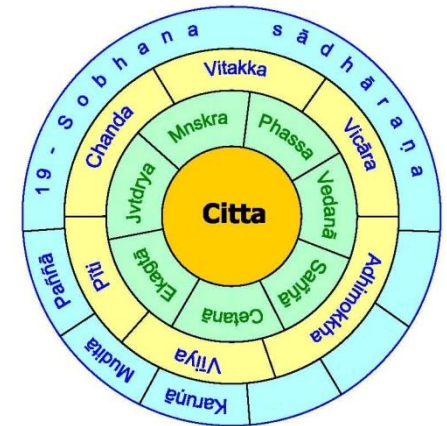 19 - Sobhana sādhāraṇa
Paññā
Muditā
Karuṇā
Vitakka
Vicāra
Adhimokkha
Viriya
Pīti
Chanda
Mnskra
Phassa
Vedanā
Saññā
Cetanā
Ekagtā
Jvtdrya
Citta